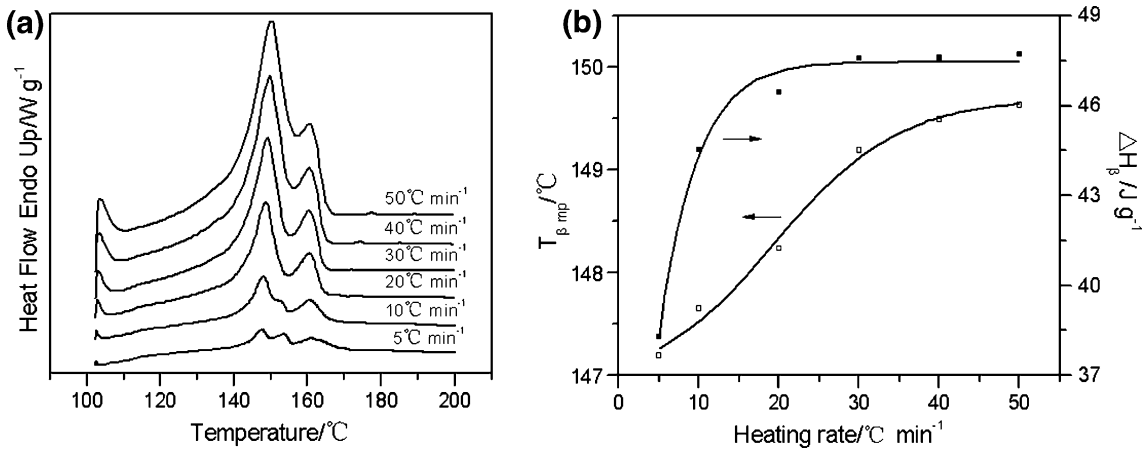 (a)
Heat Flow Endo Up/W g-1
50℃ min-1
40℃ min-1
30℃ min-1
20℃ min-1
10℃ min-1
5℃ min-1
100 120 140 160 180 200
Temperature/℃
(b)
Tβ mp/℃
150
149
148
147
0 10 20 30 40 50
Heating rate/℃ min-1
49
46
43
40
37
△Hβ /J g-1